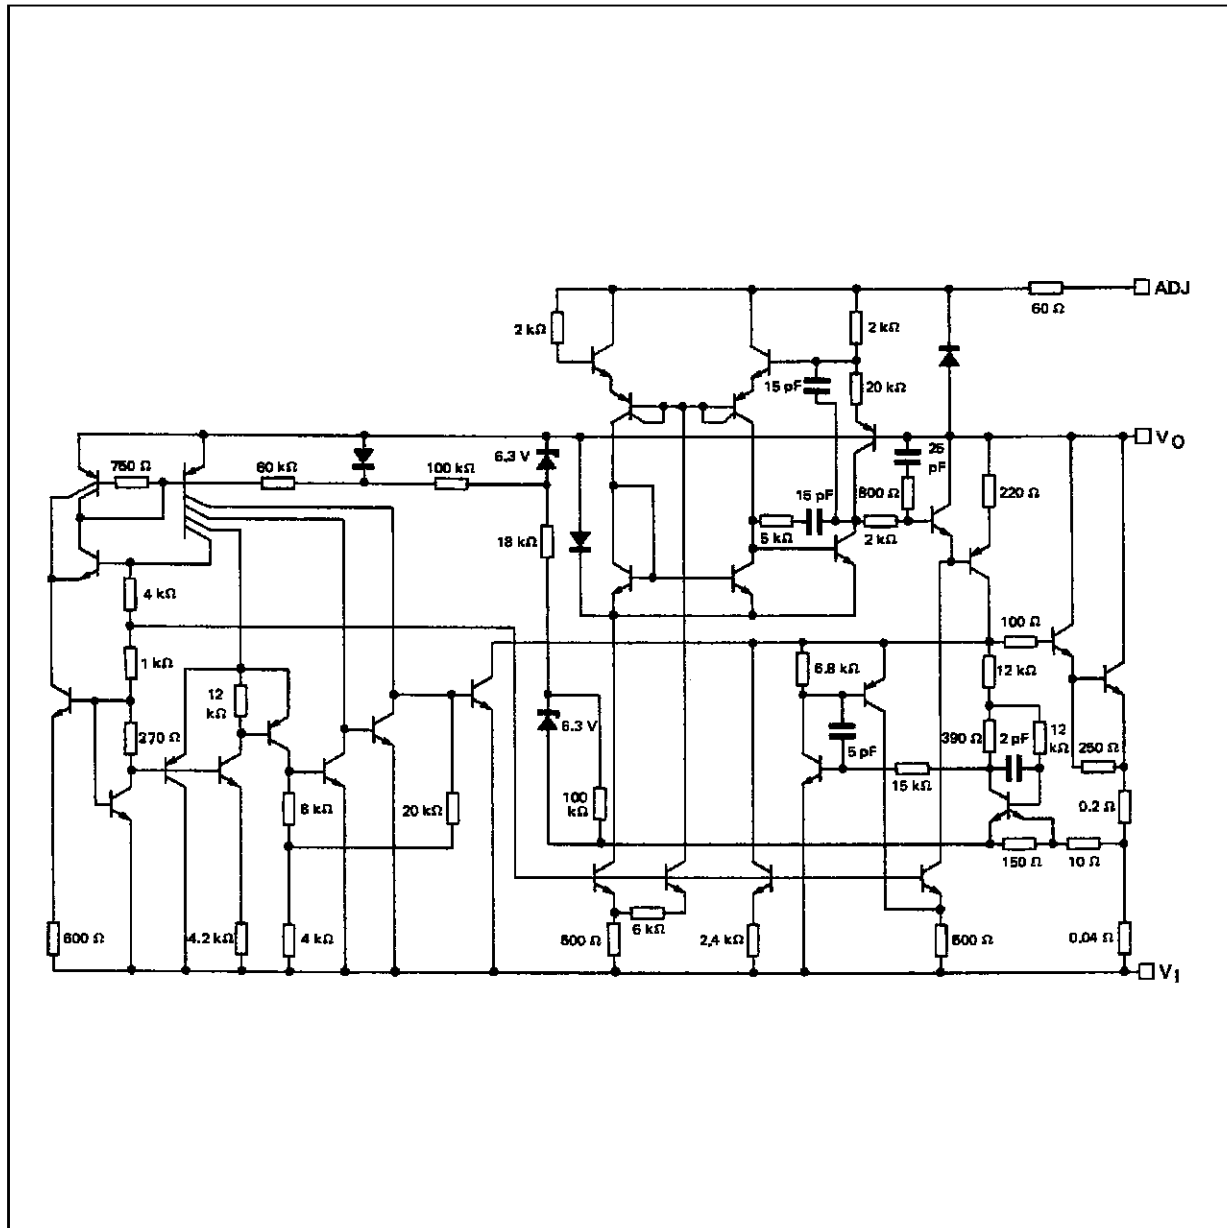 ADJ
60 Ω
2 kΩ
2 kΩ
15 pF
20 kΩ
V_O
6.3 V
25 pF
750 Ω
60 kΩ
100 kΩ
15 pF
800 Ω
220 Ω
18 kΩ
5 kΩ
2 kΩ
4 kΩ
100 Ω
1 kΩ
6.8 kΩ
12 kΩ
12 kΩ
6.3 V
270 Ω
5 pF
390 Ω
2 pF
12 kΩ
250 Ω
15 kΩ
8 kΩ
20 kΩ
100 kΩ
0.2 Ω
150 Ω
10 Ω
6 kΩ
600 Ω
4.2 kΩ
4 kΩ
500 Ω
2,4 kΩ
500 Ω
0.04 Ω
V_I